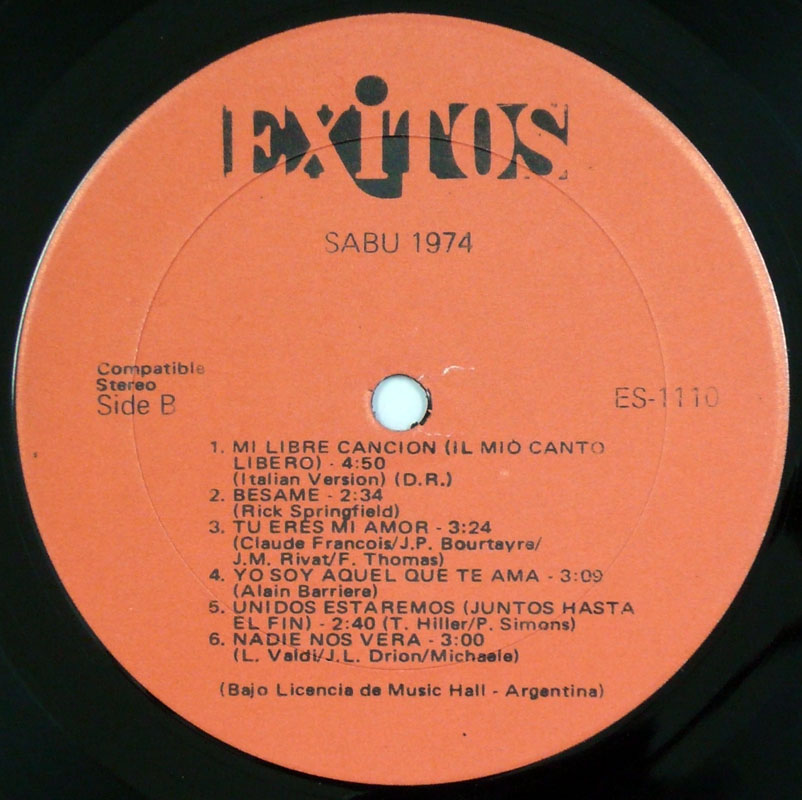 EXiTOS
SABU 1974
Compatible
Stereo
Side B
ES-1110
1. MI LIBRE CANCION (IL MIO CANTO
LIBERO) - 4:50
(Italian Version) (D.R.)
2. BESAME - 2:34
(Rick Springfield)
3. TU ERES MI AMOR - 3:24
(Claude Francois/J.P. Bourtayre/
J.M. Rivat/F. Thomas)
4. YO SOY AQUEL QUE TE AMA - 3:09
(Alain Barriere)
5. UNIDOS ESTAREMOS (JUNTOS HASTA
EL FIN) - 2:40 (T. Hiller/P. Simons)
6. NADIE NOS VERA - 3:00
(L. Valdi/J.L. Drion/Michaele)
(Bajo Licencia de Music Hall - Argentina)